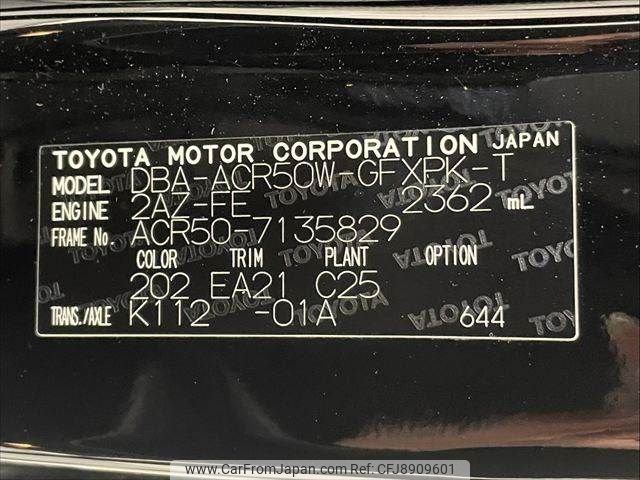 TOYOTA MOTOR CORPORATION JAPAN
MODEL DBA-ACR50W-GFXPK-T
ENGINE 2AZ-FE 2362 mL
FRAME No. ACR50-7135829
COLOR TRIM PLANT OPTION
202 EA21 C25
TRANS./AXLE K112 -01A 644
www.CarFromJapan.com | ID:CFJ8909601